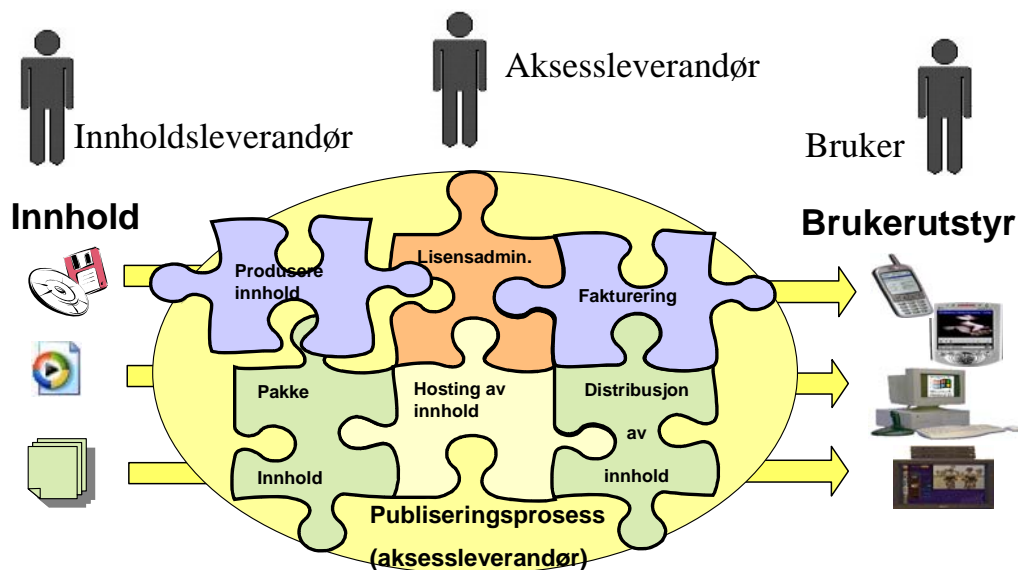 Aksessleverandør
Innholdsleverandør
Bruker
Innhold
Brukerutstyr
Produsere
innhold
Lisensadmin.
Fakturering
Pakke
Innhold
Hosting av
innhold
Distribusjon
av
innhold
Publiseringsprosess
(aksessleverandør)